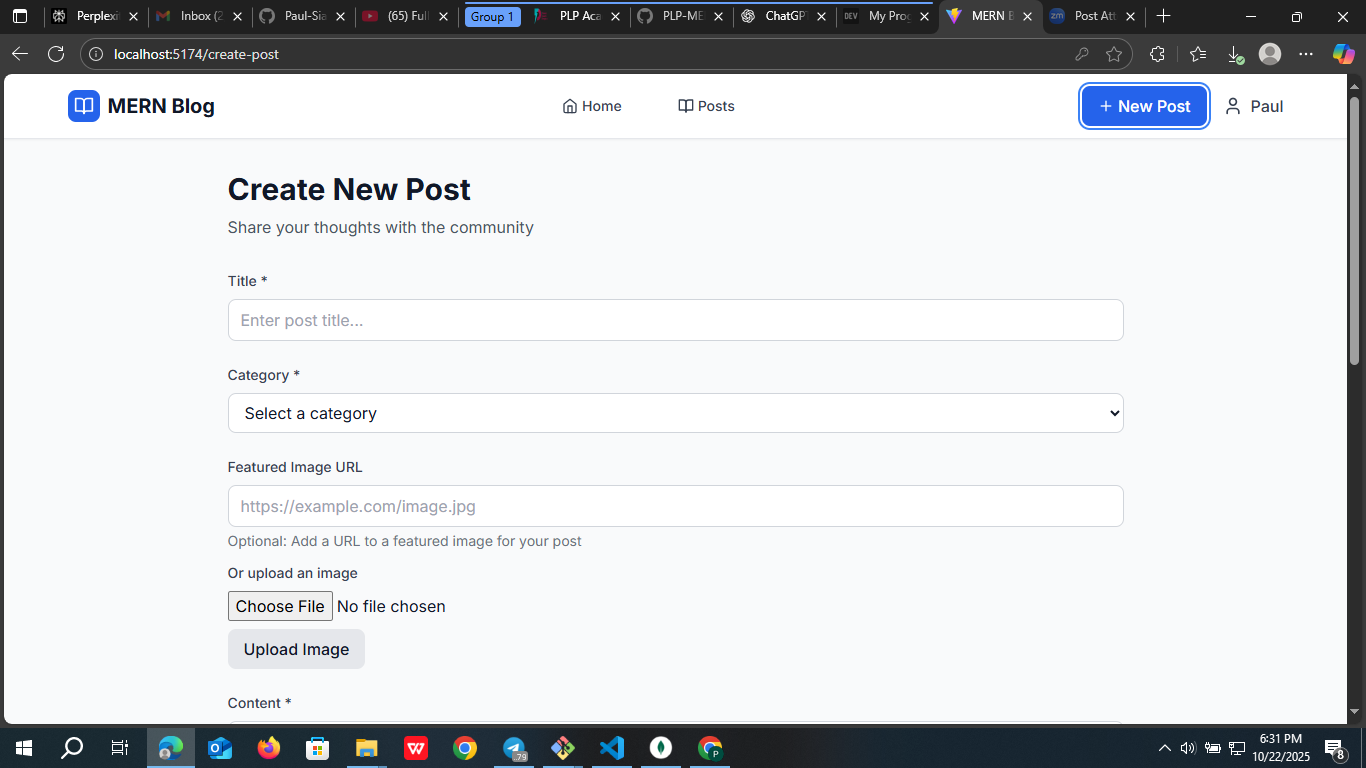 Perplexi
Inbox (2
Paul-Sia
(65) Full
Group 1
PLP Aca
PLP-ME
ChatGPT
DEV
My Prog
MERN B
zm
Post Att
localhost:5174/create-post
MERN Blog
Home
Posts
+ New Post
Paul
Create New Post
Share your thoughts with the community
Title *
Enter post title...
Category *
Select a category
Featured Image URL
https://example.com/image.jpg
Optional: Add a URL to a featured image for your post
Or upload an image
Choose File No file chosen
Upload Image
Content *
79
P
6:31 PM
10/22/2025
8